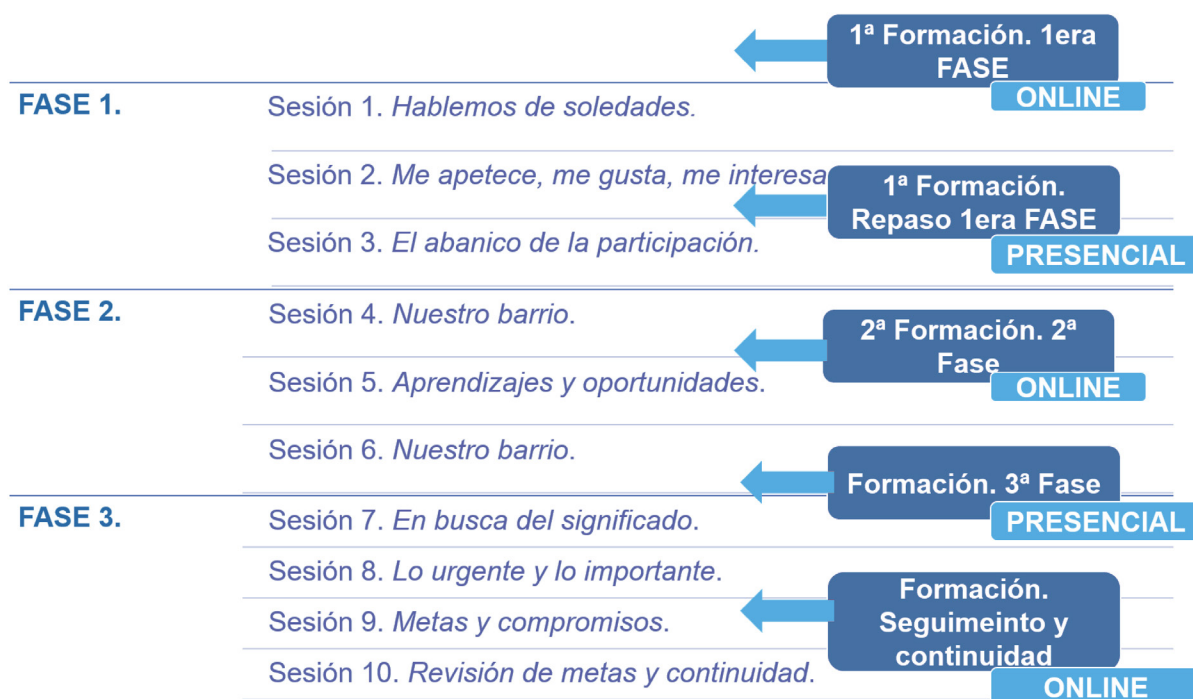 1ª Formación. 1era
FASE
ONLINE
FASE 1.
Sesión 1. Hablemos de soledades.
Sesión 2. Me apetece, me gusta, me interesa
1ª Formación.
Repaso 1era FASE
PRESENCIAL
Sesión 3. El abanico de la participación.
FASE 2.
Sesión 4. Nuestro barrio.
2ª Formación. 2ª
Fase
ONLINE
Sesión 5. Aprendizajes y oportunidades.
Sesión 6. Nuestro barrio.
Formación. 3ª Fase
PRESENCIAL
FASE 3.
Sesión 7. En busca del significado.
Sesión 8. Lo urgente y lo importante.
Sesión 9. Metas y compromisos.
Sesión 10. Revisión de metas y continuidad.
Formación.
Seguimeinto y
continuidad
ONLINE